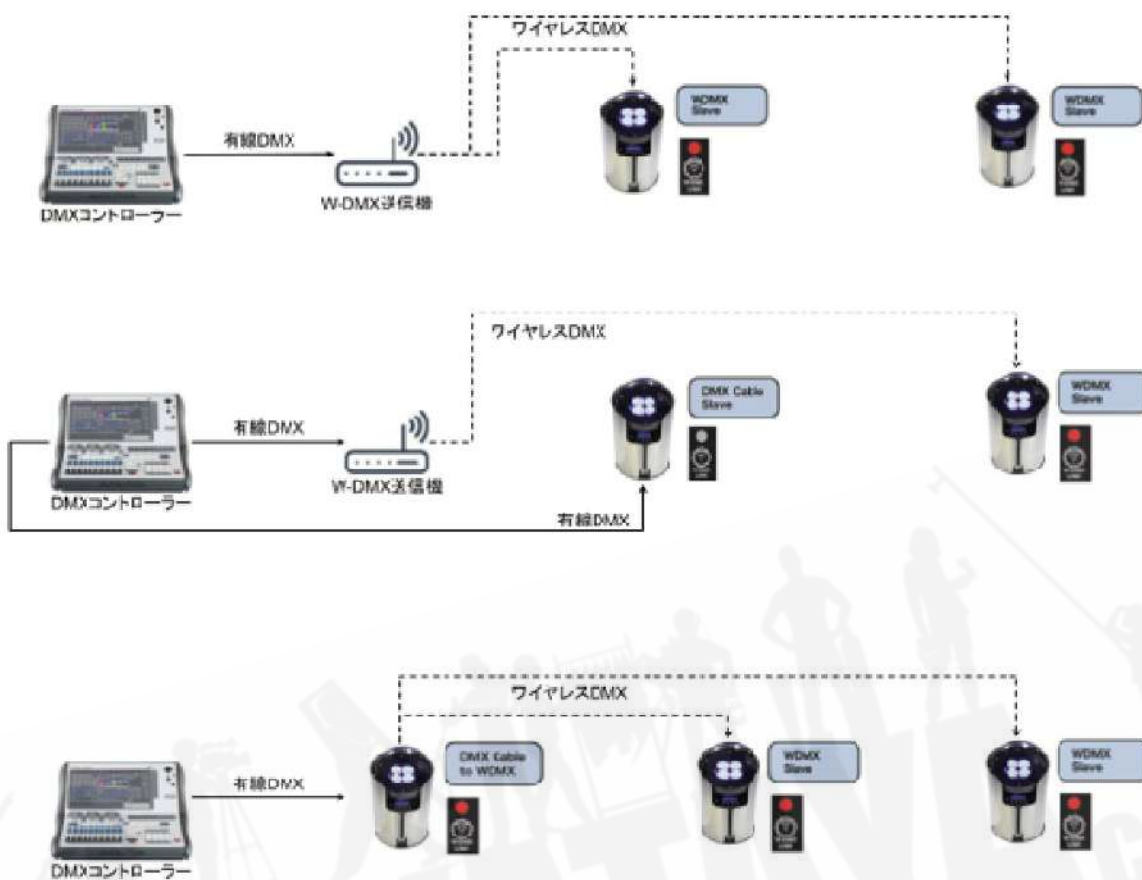 ワイヤレスDMX
WDMX
Slave
WDMX
Slave
有線DMX
DMXコントローラー
W-DMX送信機
ワイヤレスDMX
DMX Cable
Slave
WDMX
Slave
有線DMX
DMXコントローラー
W-DMX送信機
有線DMX
ワイヤレスDMX
DMX Cable
to WDMX
WDMX
Slave
WDMX
Slave
有線DMX
DMXコントローラー